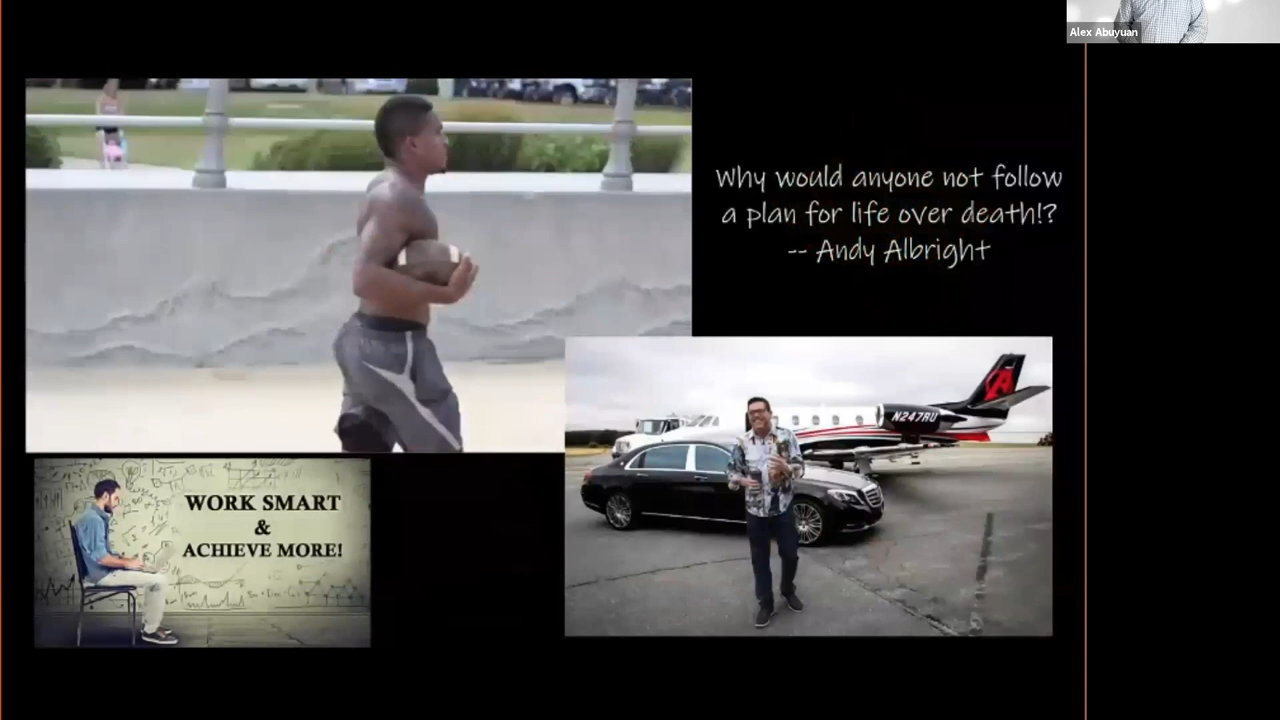 Alex Abuyuan
Why would anyone not follow
a plan for life over death!?
-- Andy Albright
N247RU
WORK SMART
&
ACHIEVE MORE!